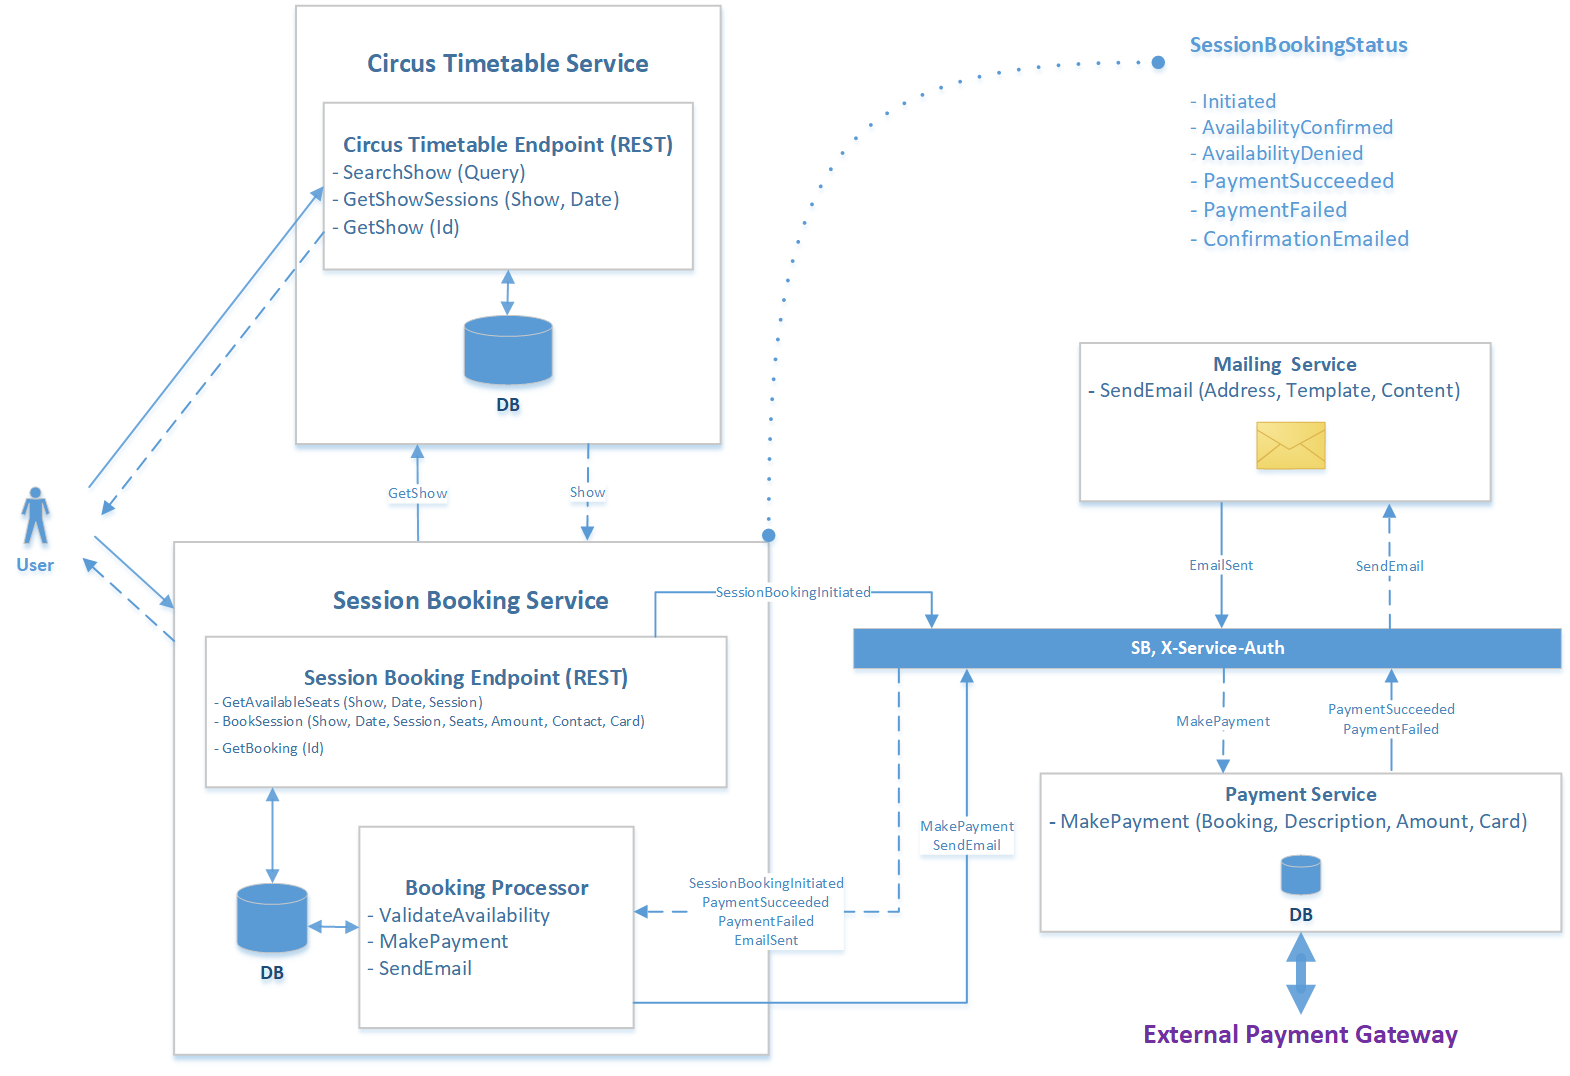 Circus Timetable Service
Circus Timetable Endpoint (REST)
- SearchShow (Query)
- GetShowSessions (Show, Date)
- GetShow (Id)
DB
SessionBookingStatus
- Initiated
- AvailabilityConfirmed
- AvailabilityDenied
- PaymentSucceeded
- PaymentFailed
- ConfirmationEmailed
Mailing Service
- SendEmail (Address, Template, Content)
GetShow
Show
User
EmailSent
SendEmail
Session Booking Service
SessionBookingInitiated
SB, X-Service-Auth
Session Booking Endpoint (REST)
- GetAvailableSeats (Show, Date, Session)
- BookSession (Show, Date, Session, Seats, Amount, Contact, Card)
- GetBooking (Id)
MakePayment
PaymentSucceeded
PaymentFailed
Payment Service
- MakePayment (Booking, Description, Amount, Card)
DB
MakePayment
SendEmail
Booking Processor
- ValidateAvailability
- MakePayment
- SendEmail
SessionBookingInitiated
PaymentSucceeded
PaymentFailed
EmailSent
DB
External Payment Gateway